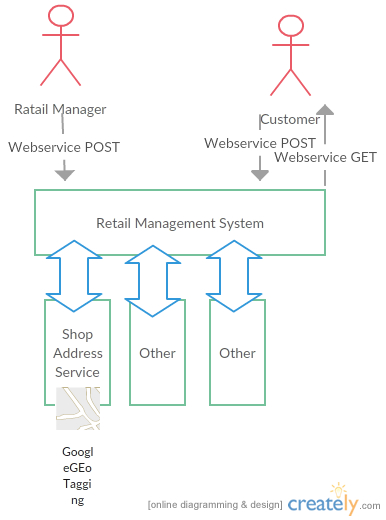 Ratail Manager
Customer
Webservice POST
Webservice POST
Webservice GET
Retail Management System
Shop
Address
Service
Other
Other
Googl
eGEo
Taggi
ng
[online diagramming & design] creately.com